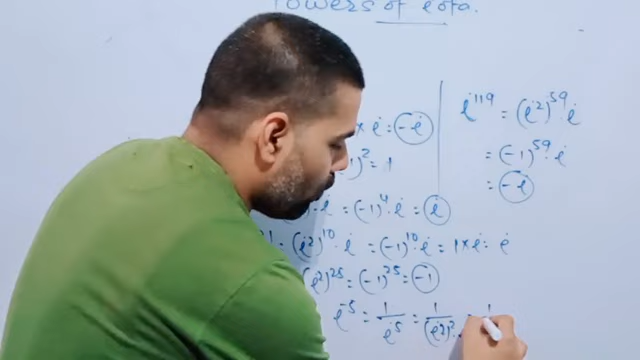 Powers of iota.
i¹¹⁹ = (i²)⁵⁹·i
= (-1)⁵⁹·i
= -i
× i = -i
)² = 1
· i = (-1)⁴·i = i
(i²)¹⁰·i = (-1)¹⁰·i = 1×i = i
(i²)²⁵ = (-1)²⁵ = -1
i⁻⁵ = 1/i⁵ = 1/(i²)² = 1